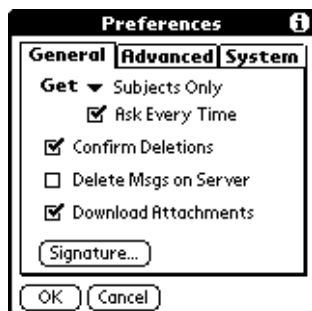 Preferences
General Advanced System
Get Subjects Only
Ask Every Time
Confirm Deletions
Delete Msgs on Server
Download Attachments
Signature...
OK Cancel